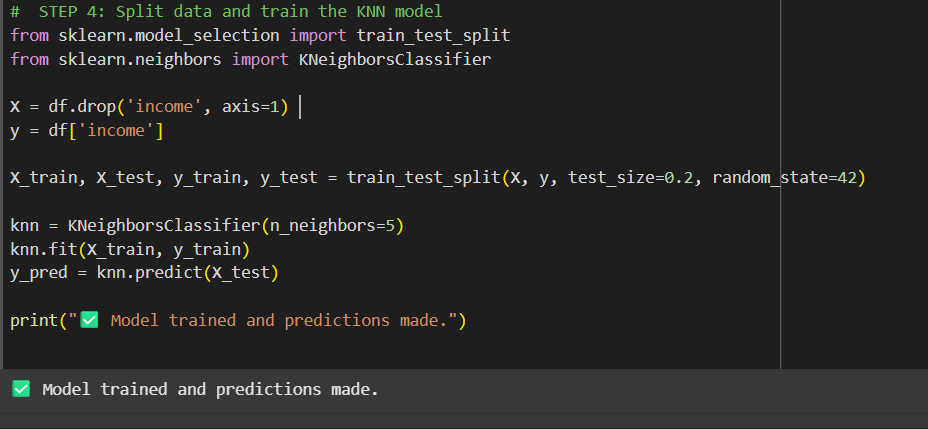 #  STEP 4: Split data and train the KNN model
from sklearn.model_selection import train_test_split
from sklearn.neighbors import KNeighborsClassifier
X = df.drop('income', axis=1)
y = df['income']
X_train, X_test, y_train, y_test = train_test_split(X, y, test_size=0.2, random_state=42)
knn = KNeighborsClassifier(n_neighbors=5)
knn.fit(X_train, y_train)
y_pred = knn.predict(X_test)
print("✅ Model trained and predictions made.")
✅ Model trained and predictions made.